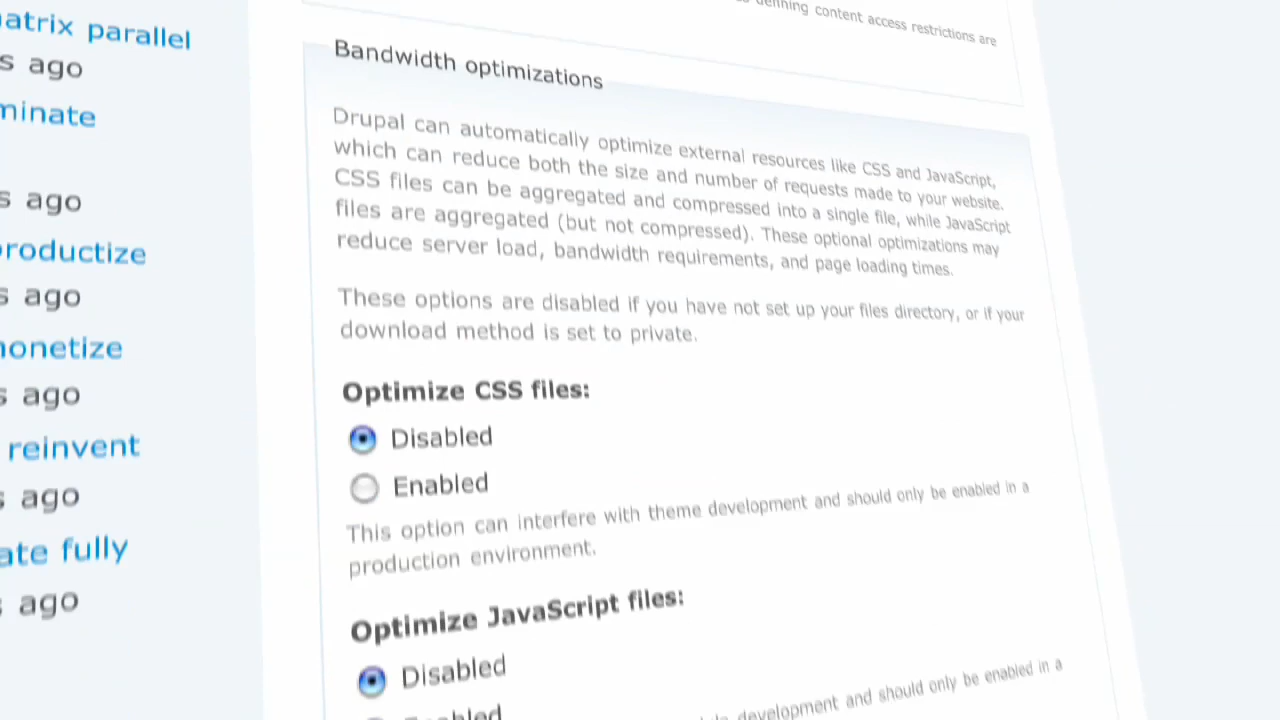 parallel
ago
ago
ago
ago
reinvent
ago
fully
ago
content access restrictions are
Bandwidth optimizations
Drupal can automatically optimize external resources like CSS and JavaScript,
which can reduce both the size and number of requests made to your website.
CSS files can be aggregated and compressed into a single file, while JavaScript
files are aggregated (but not compressed). These optional optimizations may
reduce server load, bandwidth requirements, and page loading times.
These options are disabled if you have not set up your files directory, or if your
download method is set to private.
Optimize CSS files:
Disabled
Enabled
This option can interfere with theme development and should only be enabled in a
production environment.
Optimize JavaScript files:
Disabled
development and should only be enabled in a